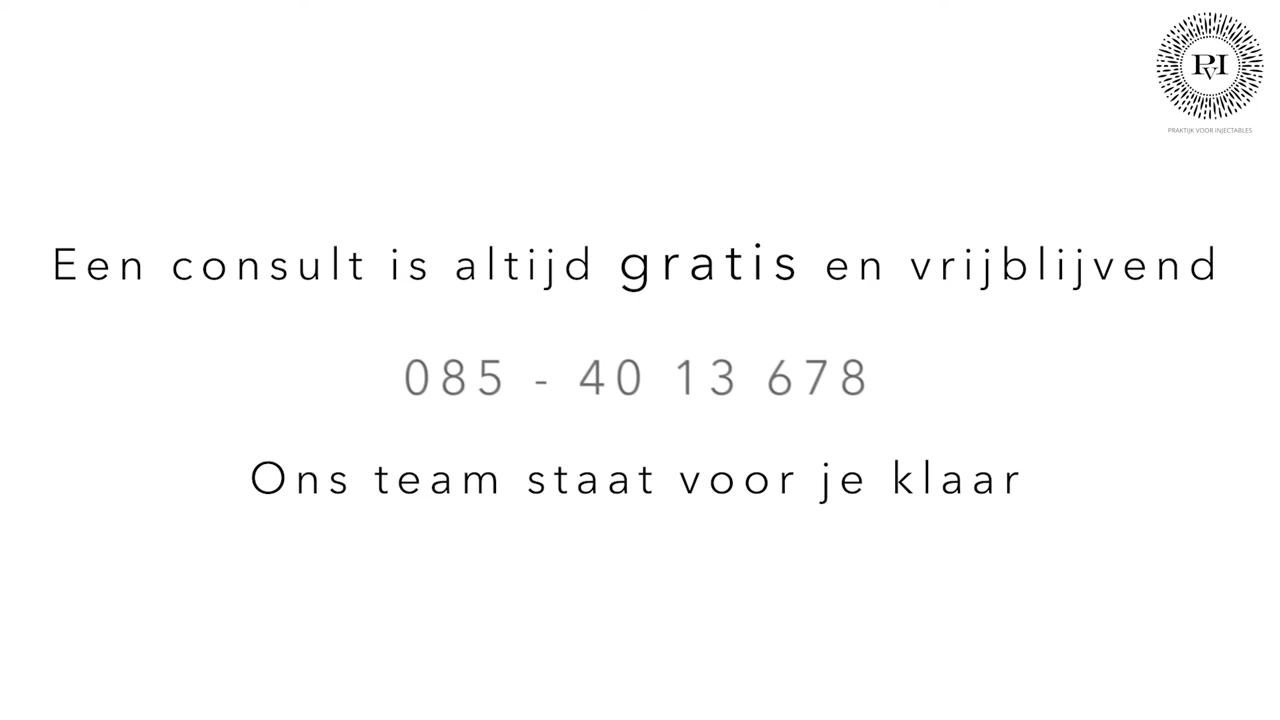 PVI
PRAKTIJK VOOR INJECTABLES
Een consult is altijd gratis en vrijblijvend
085 - 40 13 678
Ons team staat voor je klaar